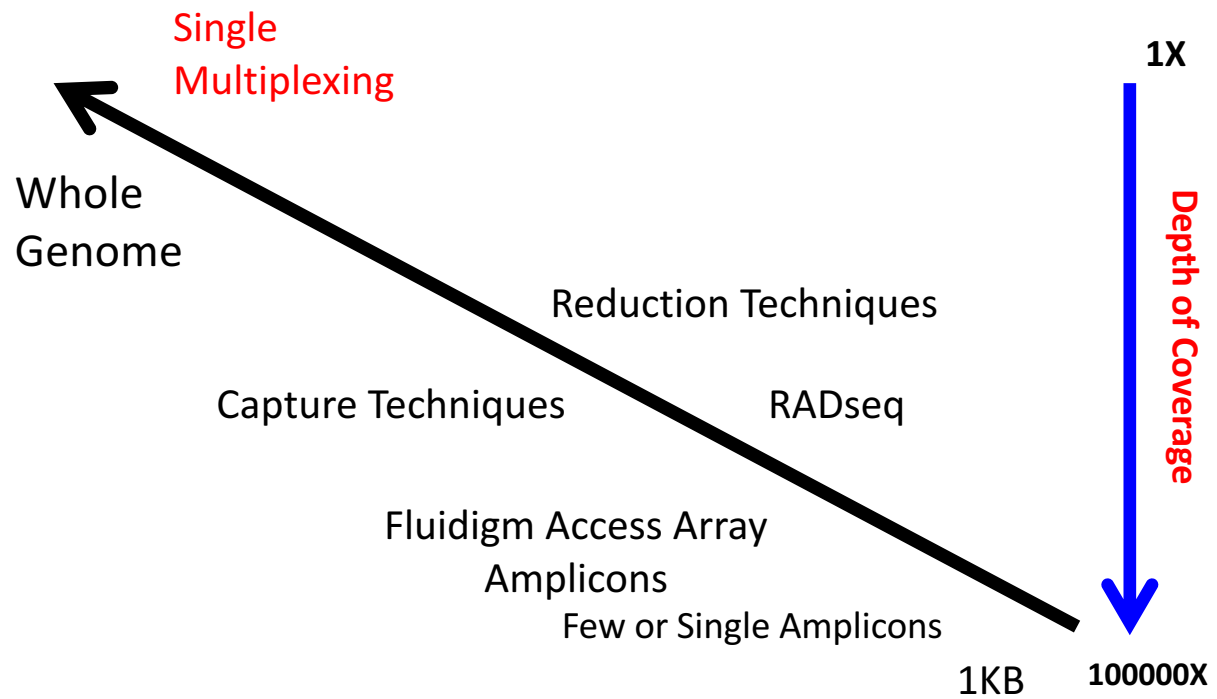 Single
Multiplexing
1X
Whole
Genome
Depth of Coverage
Reduction Techniques
Capture Techniques
RADseq
Fluidigm Access Array
Amplicons
Few or Single Amplicons
1KB
100000X